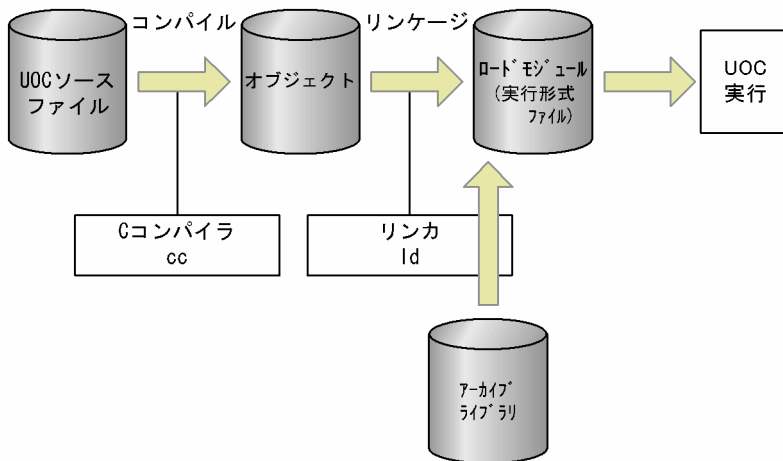 コンパイル
リンケージ
UOCソース
ファイル
オブジェクト
ﾛｰﾄﾞﾓｼﾞｭｰﾙ
(実行形式
ﾌｧｲﾙ)
UOC
実行
Cコンパイラ
cc
リンカ
ld
ｱｰｶｲﾌﾞ
ﾗｲﾌﾞﾗﾘ